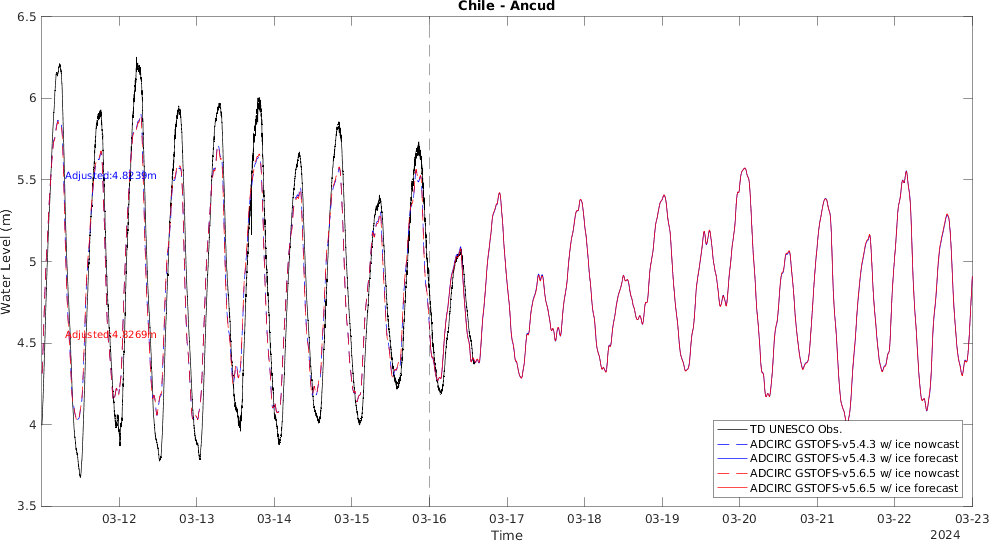 Chile - Ancud
6.5
6
5.5
5
4.5
4
3.5
Water Level (m)
Adjusted:4.8239m
Adjusted:4.8269m
TD UNESCO Obs.
ADCIRC GSTOFS-v5.4.3 w/ ice nowcast
ADCIRC GSTOFS-v5.4.3 w/ ice forecast
ADCIRC GSTOFS-v5.6.5 w/ ice nowcast
ADCIRC GSTOFS-v5.6.5 w/ ice forecast
03-12 03-13 03-14 03-15 03-16 03-17 03-18 03-19 03-20 03-21 03-22 03-23
Time
2024